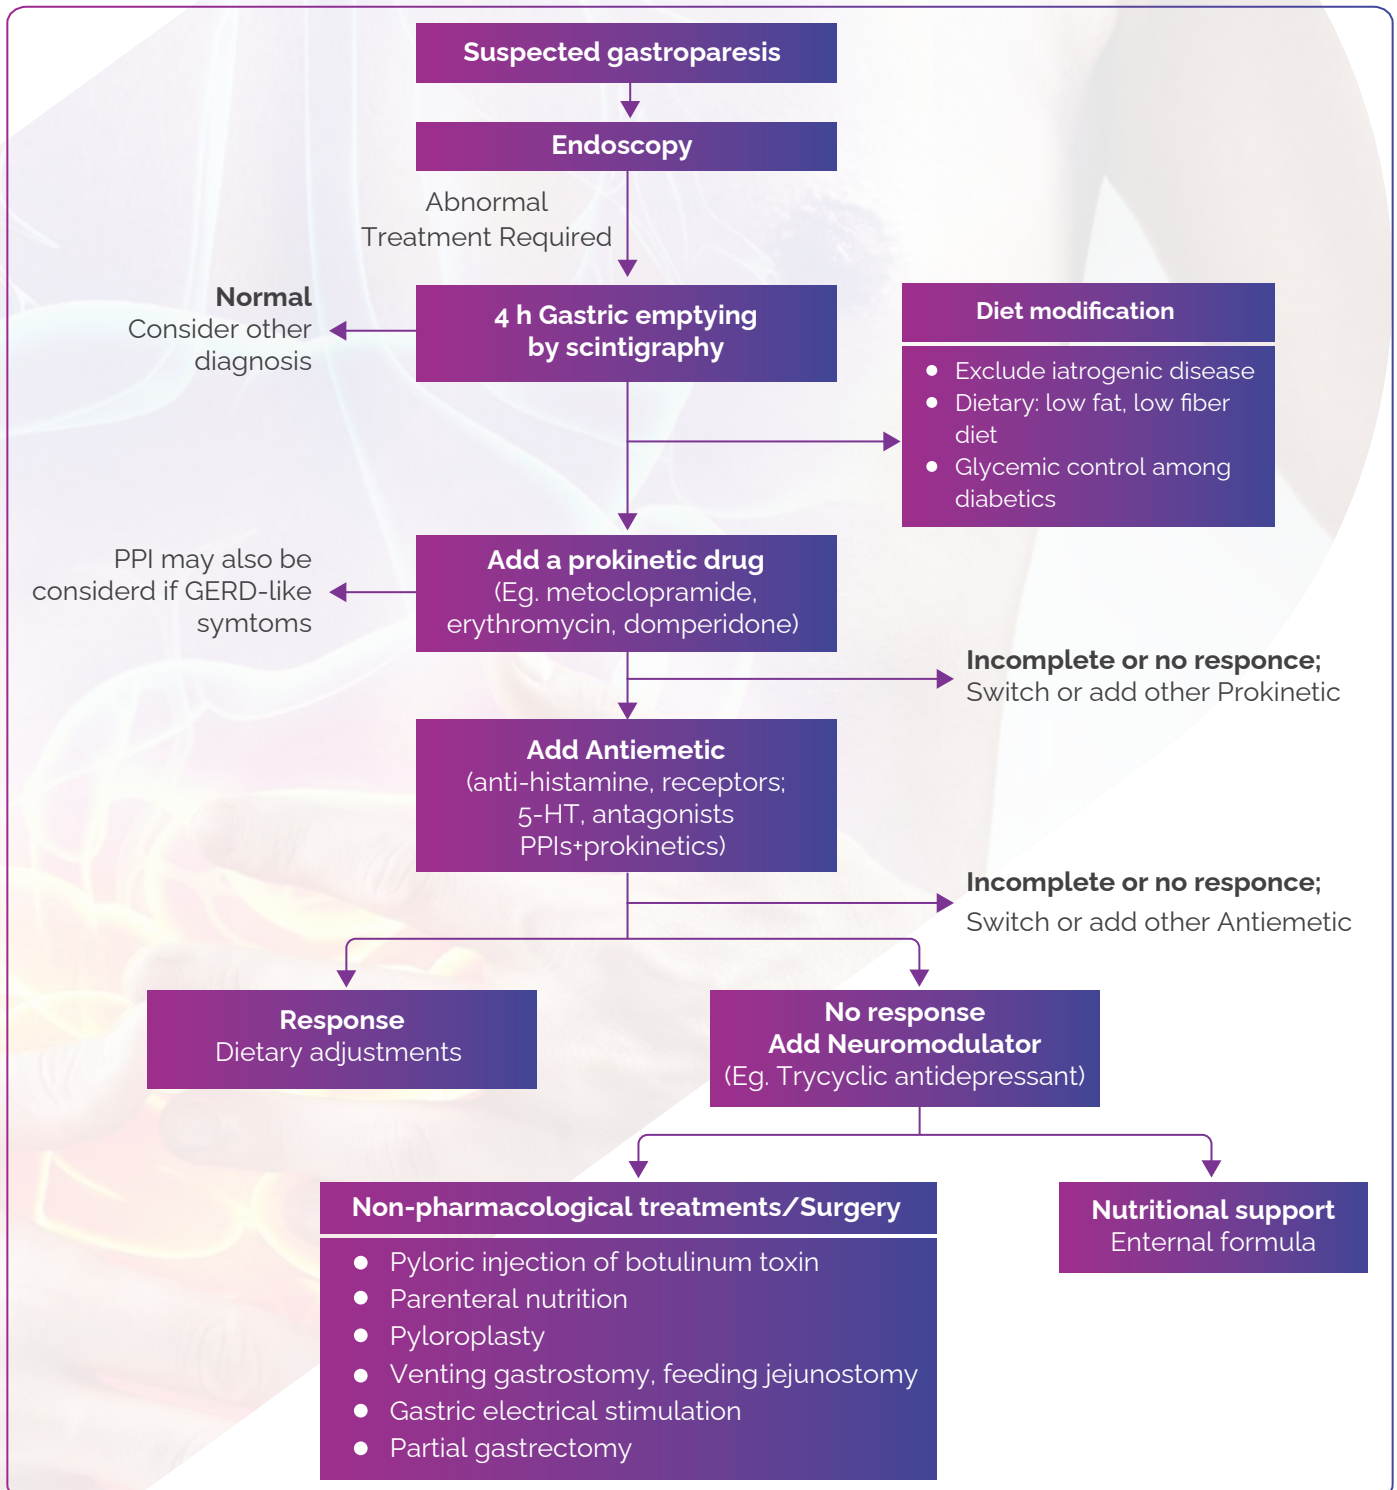 Suspected gastroparesis
Endoscopy
Abnormal
Treatment Required
Normal
Consider other
diagnosis
4 h Gastric emptying
by scintigraphy
Diet modification
● Exclude iatrogenic disease
● Dietary: low fat, low fiber
diet
● Glycemic control among
diabetics
PPI may also be
considerd if GERD-like
symtoms
Add a prokinetic drug
(Eg. metoclopramide,
erythromycin, domperidone)
Incomplete or no responce;
Switch or add other Prokinetic
Add Antiemetic
(anti-histamine, receptors;
5-HT, antagonists
PPIs+prokinetics)
Incomplete or no responce;
Switch or add other Antiemetic
Response
Dietary adjustments
No response
Add Neuromodulator
(Eg. Trycyclic antidepressant)
Non-pharmacological treatments/Surgery
● Pyloric injection of botulinum toxin
● Parenteral nutrition
● Pyloroplasty
● Venting gastrostomy, feeding jejunostomy
● Gastric electrical stimulation
● Partial gastrectomy
Nutritional support
Enternal formula